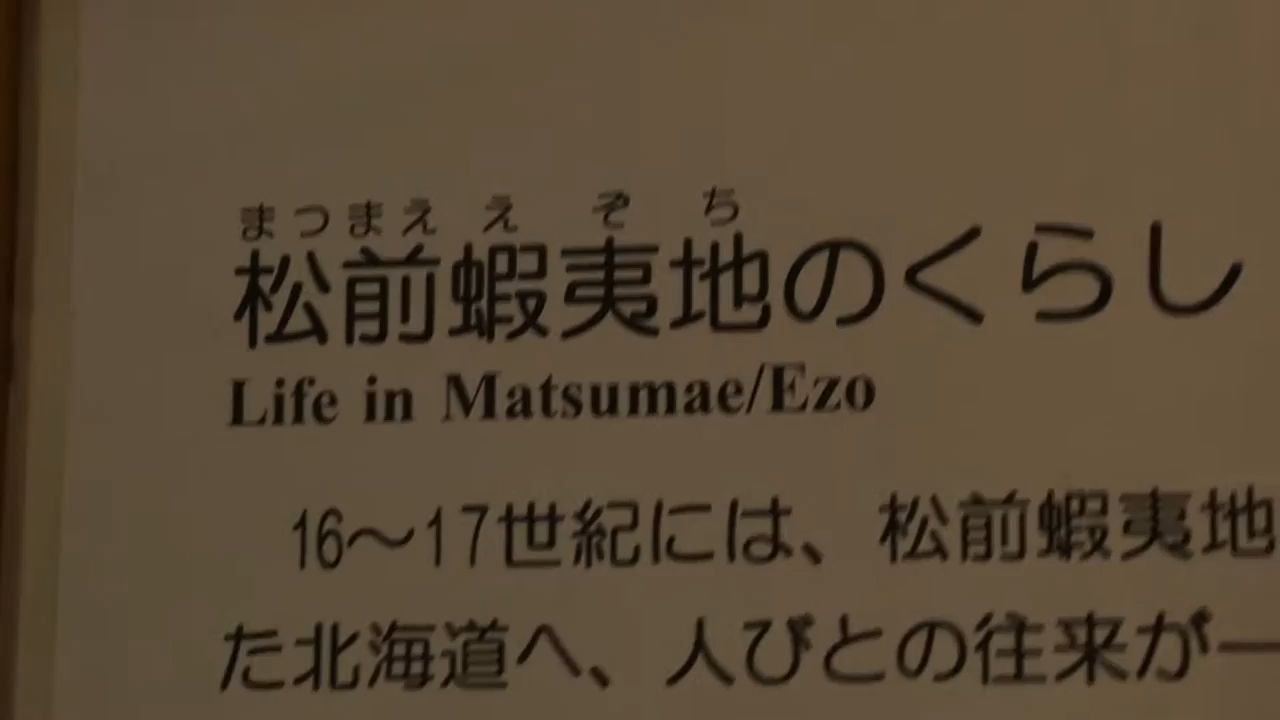 まつまええぞち
松前蝦夷地のくらし
Life in Matsumae/Ezo
16～17世紀には、松前蝦夷地
た北海道へ、人びとの往来が一